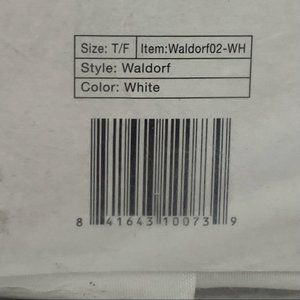 Size: T/F Item:Waldorf02-WH
Style: Waldorf
Color: White
8 41643 10073 9